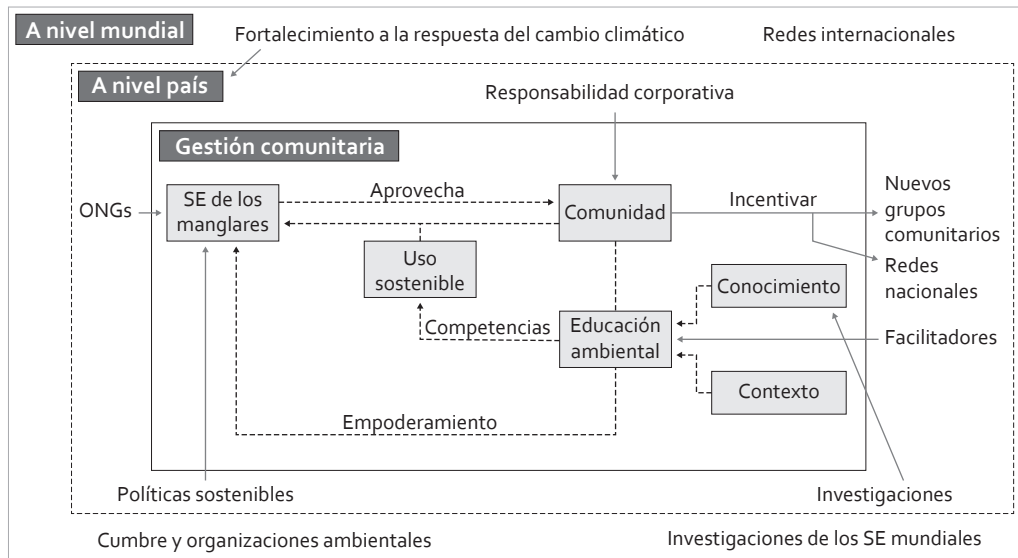 A nivel mundial
Fortalecimiento a la respuesta del cambio climático
Redes internacionales
A nivel país
Responsabilidad corporativa
Gestión comunitaria
ONGs
SE de los
manglares
Aprovecha
Comunidad
Incentivar
Nuevos
grupos
comunitarios
Redes
nacionales
Uso
sostenible
Conocimiento
Competencias
Educación
ambiental
Facilitadores
Contexto
Empoderamiento
Políticas sostenibles
Investigaciones
Cumbre y organizaciones ambientales
Investigaciones de los SE mundiales